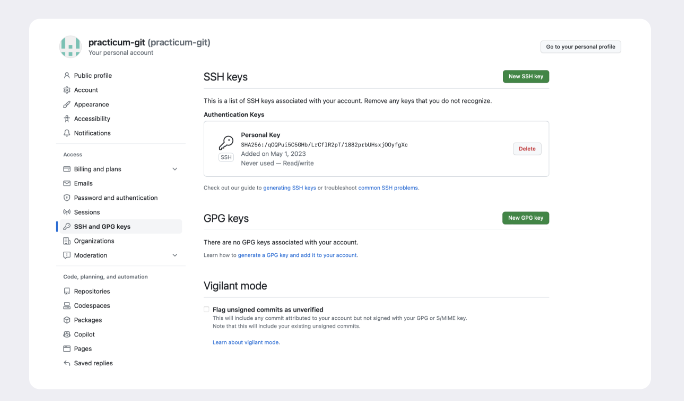 practicum-git (practicum-git)
Your personal account
Go to your personal profile
Public profile
Account
Appearance
Accessibility
Notifications
Access
Billing and plans
Emails
Password and authentication
Sessions
SSH and GPG keys
Organizations
Moderation
Code, planning, and automation
Repositories
Codespaces
Packages
Copilot
Pages
Saved replies
SSH keys
New SSH key
This is a list of SSH keys associated with your account. Remove any keys that you do not recognize.
Authentication Keys
Personal Key
SSH
Added on May 1, 2023
Never used — Read/write
Delete
Check out our guide to generating SSH keys or troubleshoot common SSH problems.
GPG keys
New GPG key
There are no GPG keys associated with your account.
Learn how to generate a GPG key and add it to your account.
Vigilant mode
Flag unsigned commits as unverified
This will include any commit attributed to your account but not signed with your GPG or S/MIME key.
Note that this will include your existing unsigned commits.
Learn about vigilant mode.